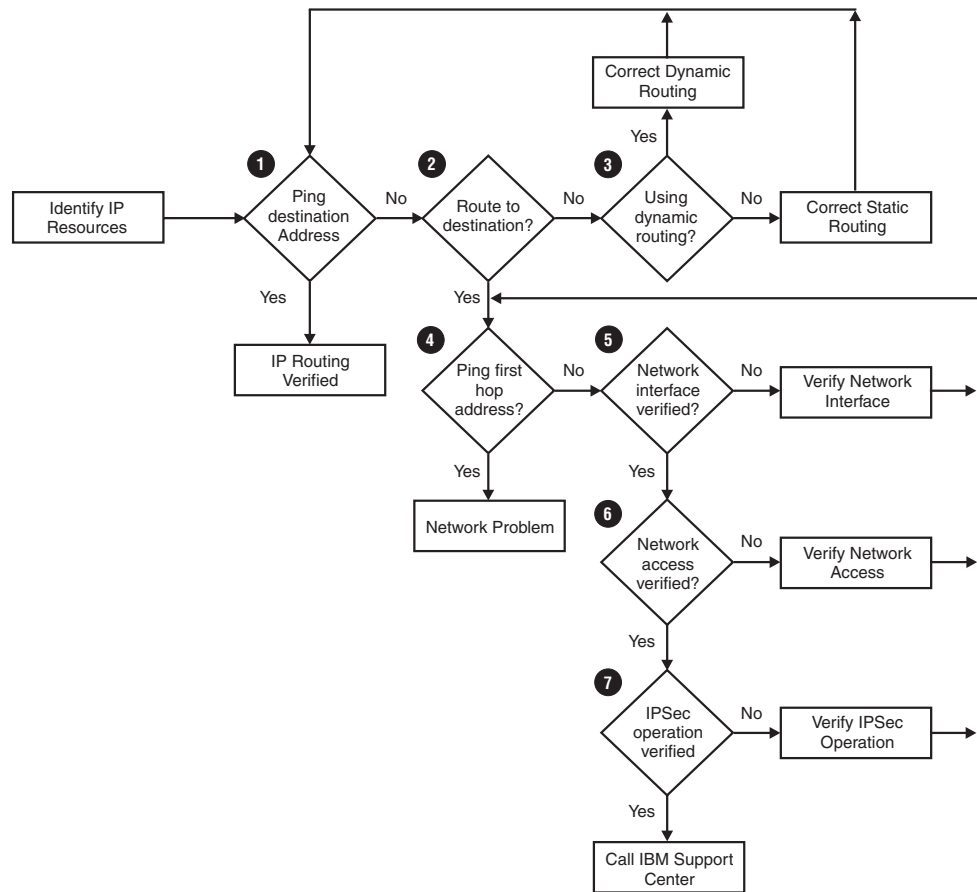 Correct Dynamic
Routing
Yes
1
2
3
Identify IP
Resources
Ping
destination
Address
No
Route to
destination?
No
Using
dynamic
routing?
No
Correct Static
Routing
Yes
Yes
IP Routing
Verified
4
5
Ping first
hop
address?
No
Network
interface
verified?
No
Verify Network
Interface
Yes
Yes
Network Problem
6
Network
access
verified?
No
Verify Network
Access
Yes
7
IPSec
operation
verified
No
Verify IPSec
Operation
Yes
Call IBM Support
Center